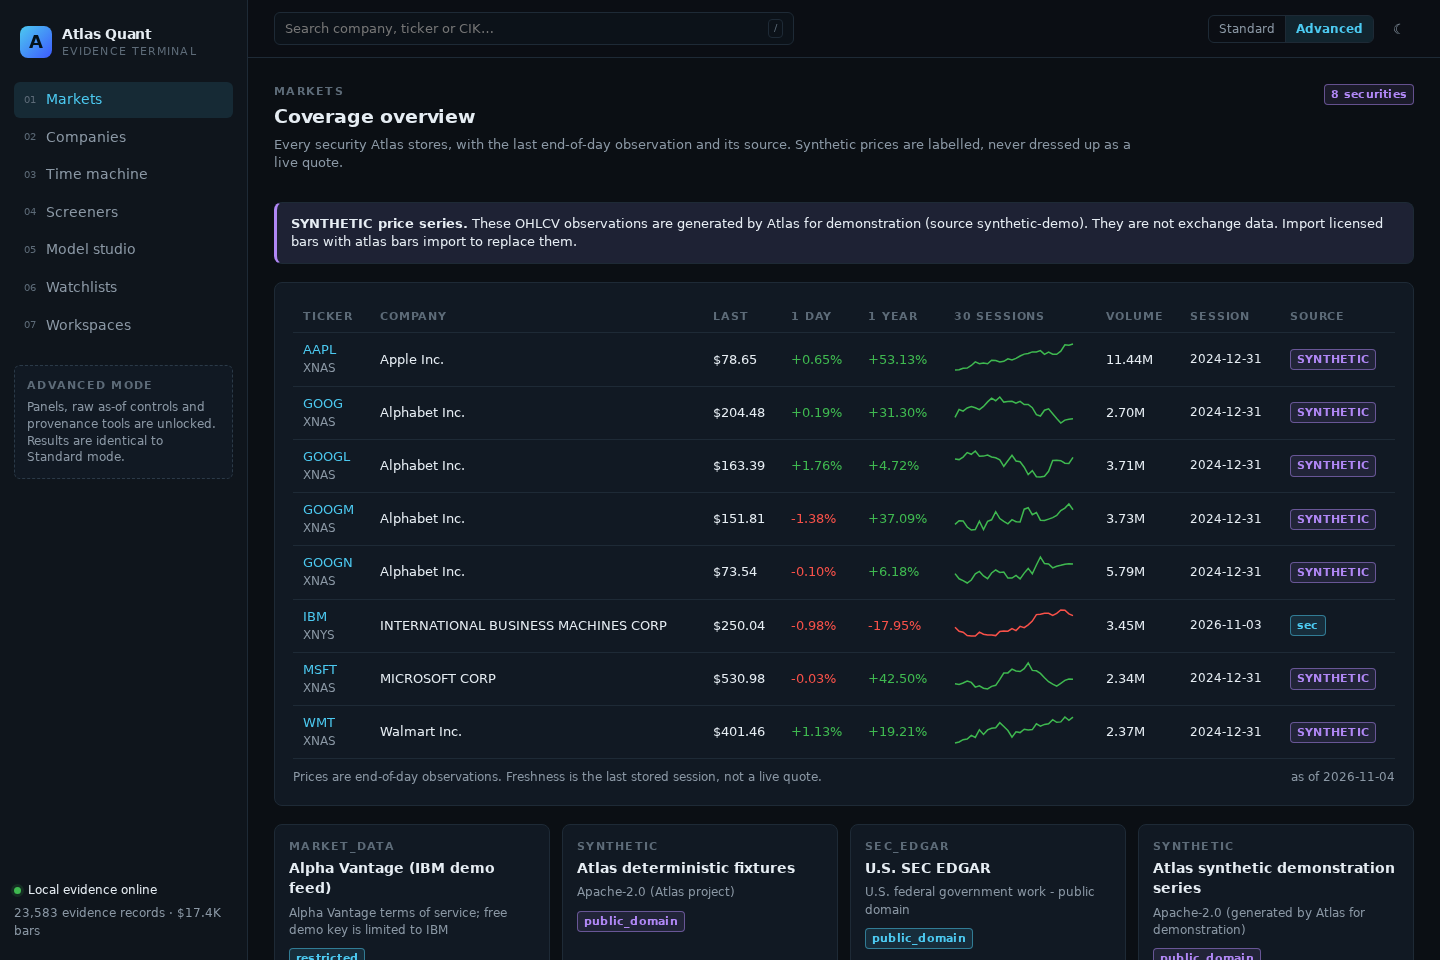 A
Atlas Quant
EVIDENCE TERMINAL
01 Markets
02 Companies
03 Time machine
04 Screeners
05 Model studio
06 Watchlists
07 Workspaces
ADVANCED MODE
Panels, raw as-of controls and
provenance tools are unlocked.
Results are identical to
Standard mode.
Local evidence online
23,583 evidence records · $17.4K
bars
Search company, ticker or CIK… /
Standard Advanced
MARKETS
8 securities
Coverage overview
Every security Atlas stores, with the last end-of-day observation and its source. Synthetic prices are labelled, never dressed up as a
live quote.
SYNTHETIC price series. These OHLCV observations are generated by Atlas for demonstration (source synthetic-demo). They are not exchange data. Import licensed
bars with atlas bars import to replace them.
TICKER COMPANY LAST 1 DAY 1 YEAR 30 SESSIONS VOLUME SESSION SOURCE
AAPL
XNAS
Apple Inc. $78.65 +0.65% +53.13% 11.44M 2024-12-31 SYNTHETIC
GOOG
XNAS
Alphabet Inc. $204.48 +0.19% +31.30% 2.70M 2024-12-31 SYNTHETIC
GOOGL
XNAS
Alphabet Inc. $163.39 +1.76% +4.72% 3.71M 2024-12-31 SYNTHETIC
GOOGM
XNAS
Alphabet Inc. $151.81 -1.38% +37.09% 3.73M 2024-12-31 SYNTHETIC
GOOGN
XNAS
Alphabet Inc. $73.54 -0.10% +6.18% 5.79M 2024-12-31 SYNTHETIC
IBM
XNYS
INTERNATIONAL BUSINESS MACHINES CORP $250.04 -0.98% -17.95% 3.45M 2026-11-03 sec
MSFT
XNAS
MICROSOFT CORP $530.98 -0.03% +42.50% 2.34M 2024-12-31 SYNTHETIC
WMT
XNAS
Walmart Inc. $401.46 +1.13% +19.21% 2.37M 2024-12-31 SYNTHETIC
Prices are end-of-day observations. Freshness is the last stored session, not a live quote. as of 2026-11-04
MARKET_DATA
Alpha Vantage (IBM demo
feed)
Alpha Vantage terms of service; free
demo key is limited to IBM
restricted
SYNTHETIC
Atlas deterministic fixtures
Apache-2.0 (Atlas project)
public_domain
SEC_EDGAR
U.S. SEC EDGAR
U.S. federal government work - public
domain
public_domain
SYNTHETIC
Atlas synthetic demonstration
series
Apache-2.0 (generated by Atlas for
demonstration)
public_domain